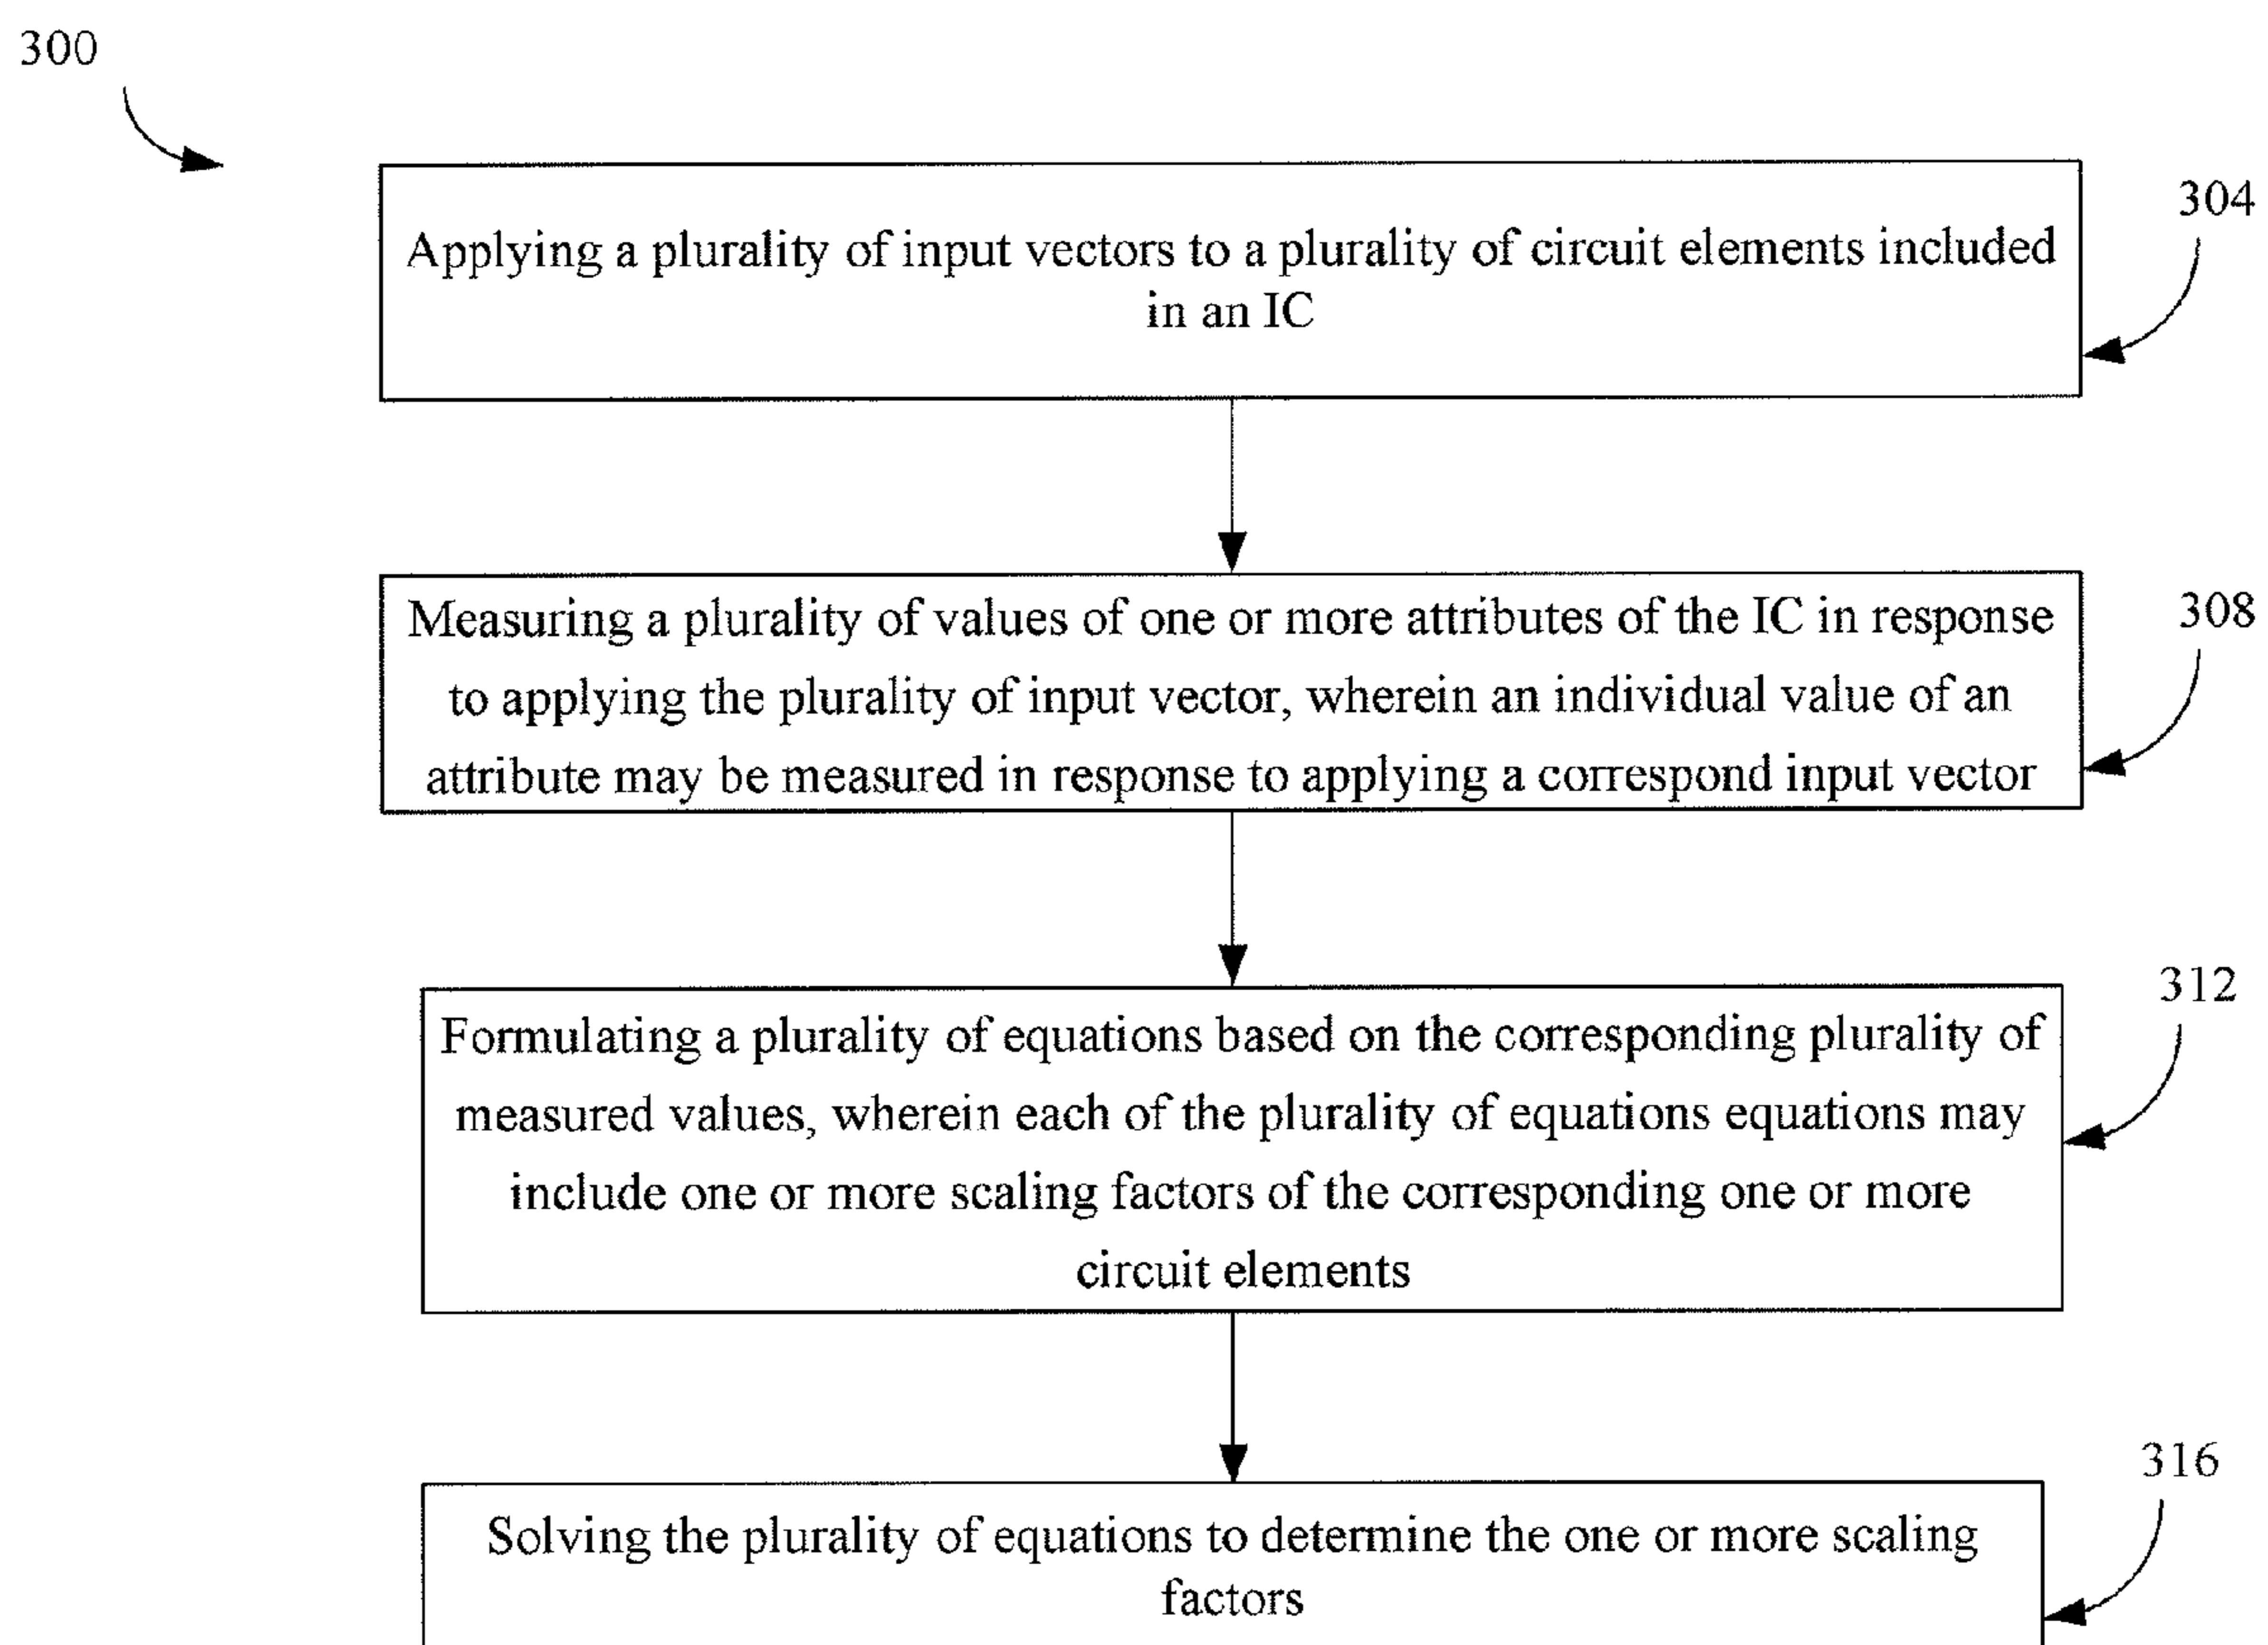 300
304
Applying a plurality of input vectors to a plurality of circuit elements included
in an IC
308
Measuring a plurality of values of one or more attributes of the IC in response
to applying the plurality of input vector, wherein an individual value of an
attribute may be measured in response to applying a correspond input vector
312
Formulating a plurality of equations based on the corresponding plurality of
measured values, wherein each of the plurality of equations equations may
include one or more scaling factors of the corresponding one or more
circuit elements
316
Solving the plurality of equations to determine the one or more scaling
factors